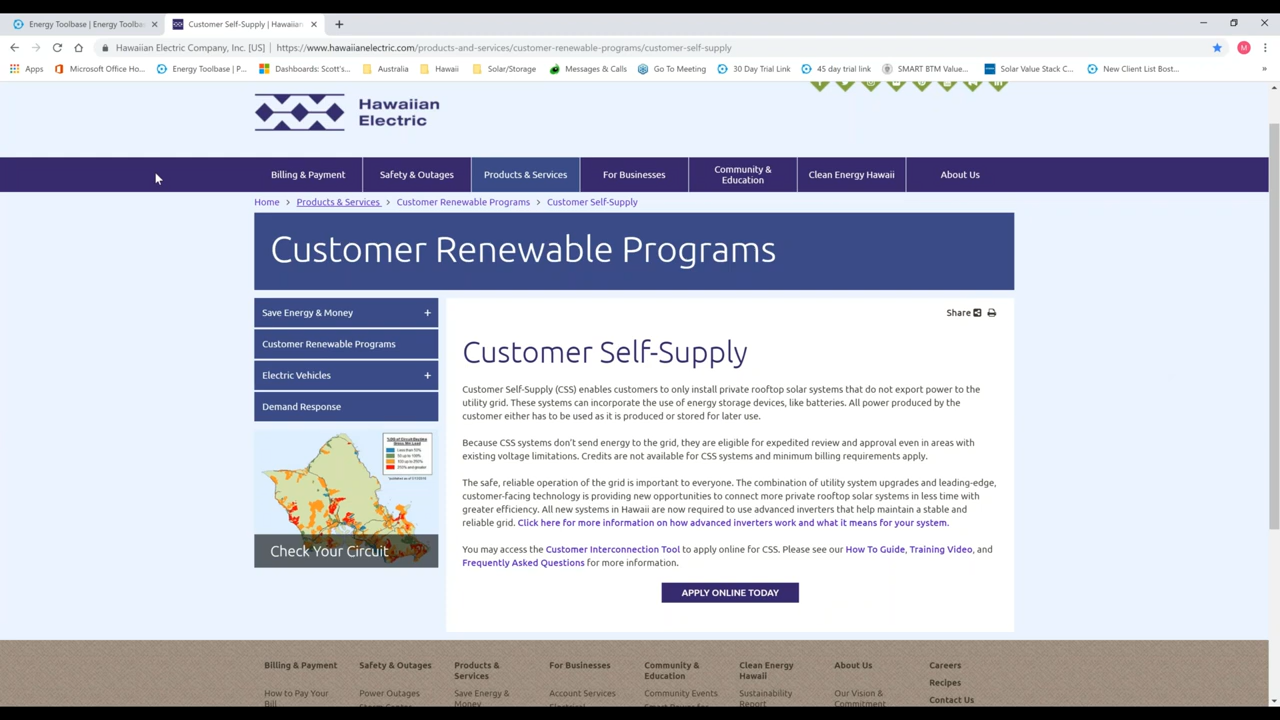 Energy Toolbase | Energy Toolba
Customer Self-Supply | Hawaiian
Hawaiian Electric Company, Inc. [US] | https://www.hawaiianelectric.com/products-and-services/customer-renewable-programs/customer-self-supply
M
Apps
Microsoft Office Ho...
Energy Toolbase | P...
Dashboards: Scott's...
Australia
Hawaii
Solar/Storage
Messages & Calls
Go To Meeting
30 Day Trial Link
45 day trial link
SMART BTM Value...
Solar Value Stack C...
New Client List Bost...
»
Hawaiian
Electric
Billing & Payment
Safety & Outages
Products & Services
For Businesses
Community &
Education
Clean Energy Hawaii
About Us
Home > Products & Services > Customer Renewable Programs > Customer Self-Supply
Customer Renewable Programs
Save Energy & Money +
Customer Renewable Programs
Electric Vehicles +
Demand Response
Check Your Circuit
Share
Customer Self-Supply
Customer Self-Supply (CSS) enables customers to only install private rooftop solar systems that do not export power to the
utility grid. These systems can incorporate the use of energy storage devices, like batteries. All power produced by the
customer either has to be used as it is produced or stored for later use.
Because CSS systems don't send energy to the grid, they are eligible for expedited review and approval even in areas with
existing voltage limitations. Credits are not available for CSS systems and minimum billing requirements apply.
The safe, reliable operation of the grid is important to everyone. The combination of utility system upgrades and leading-edge,
customer-facing technology is providing new opportunities to connect more private rooftop solar systems in less time with
greater efficiency. All new systems in Hawaii are now required to use advanced inverters that help maintain a stable and
reliable grid. Click here for more information on how advanced inverters work and what it means for your system.
You may access the Customer Interconnection Tool to apply online for CSS. Please see our How To Guide, Training Video, and
Frequently Asked Questions for more information.
APPLY ONLINE TODAY
Billing & Payment
How to Pay Your
Bill
Safety & Outages
Power Outages
Products &
Services
Save Energy &
Money
For Businesses
Account Services
Community &
Education
Community Events
Clean Energy
Hawaii
Sustainability
Report
About Us
Our Vision &
Commitment
Careers
Recipes
Contact Us